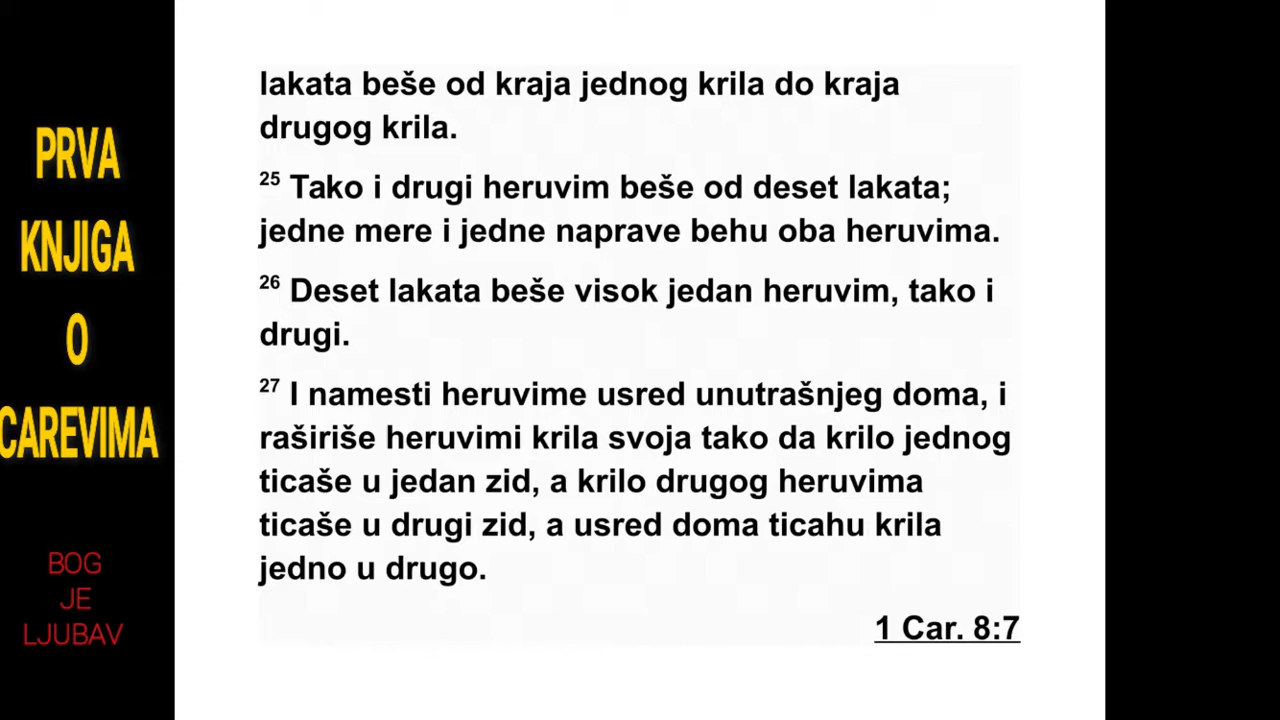 PRVA
KNJIGA
O
CAREVIMA
BOG
JE
LJUBAV
lakata beše od kraja jednog krila do kraja
drugog krila.
25 Tako i drugi heruvim beše od deset lakata;
jedne mere i jedne naprave behu oba heruvima.
26 Deset lakata beše visok jedan heruvim, tako i
drugi.
27 I namesti heruvime usred unutrašnjeg doma, i
raširiše heruvimi krila svoja tako da krilo jednog
ticaše u jedan zid, a krilo drugog heruvima
ticaše u drugi zid, a usred doma ticahu krila
jedno u drugo.
1 Car. 8:7